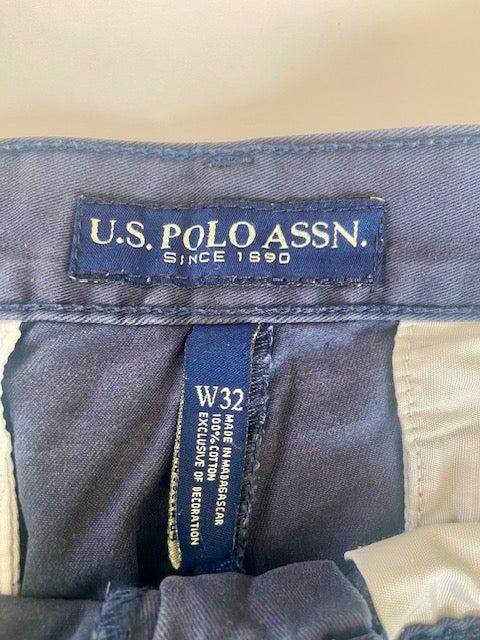 U.S. POLO ASSN.
SINCE 1890
W32
MADE IN MADAGASCAR
100% COTTON
EXCLUSIVE OF DECORATION